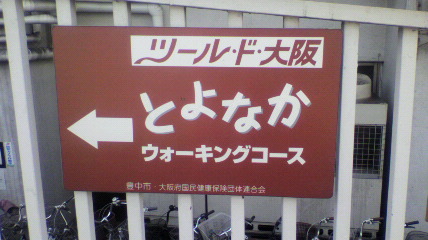 ツール・ド・大阪
とよなか
ウォーキングコース
豊中市・大阪府国民健康保険団体連合会